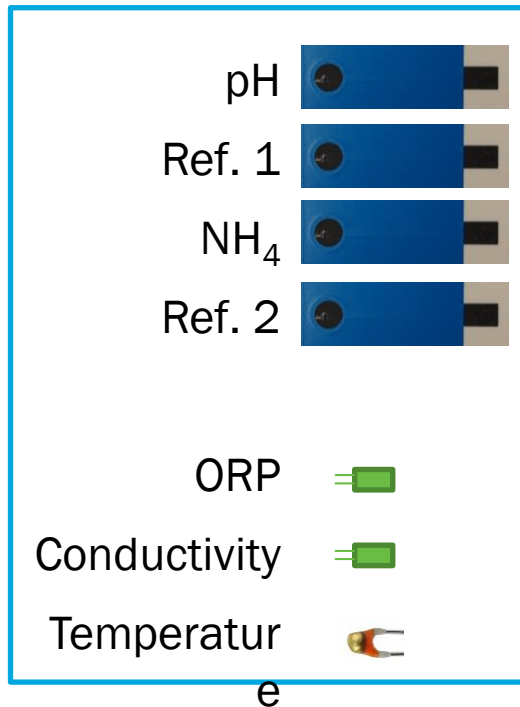 pH
Ref. 1
NH₄
Ref. 2
ORP
Conductivity
Temperatur
e